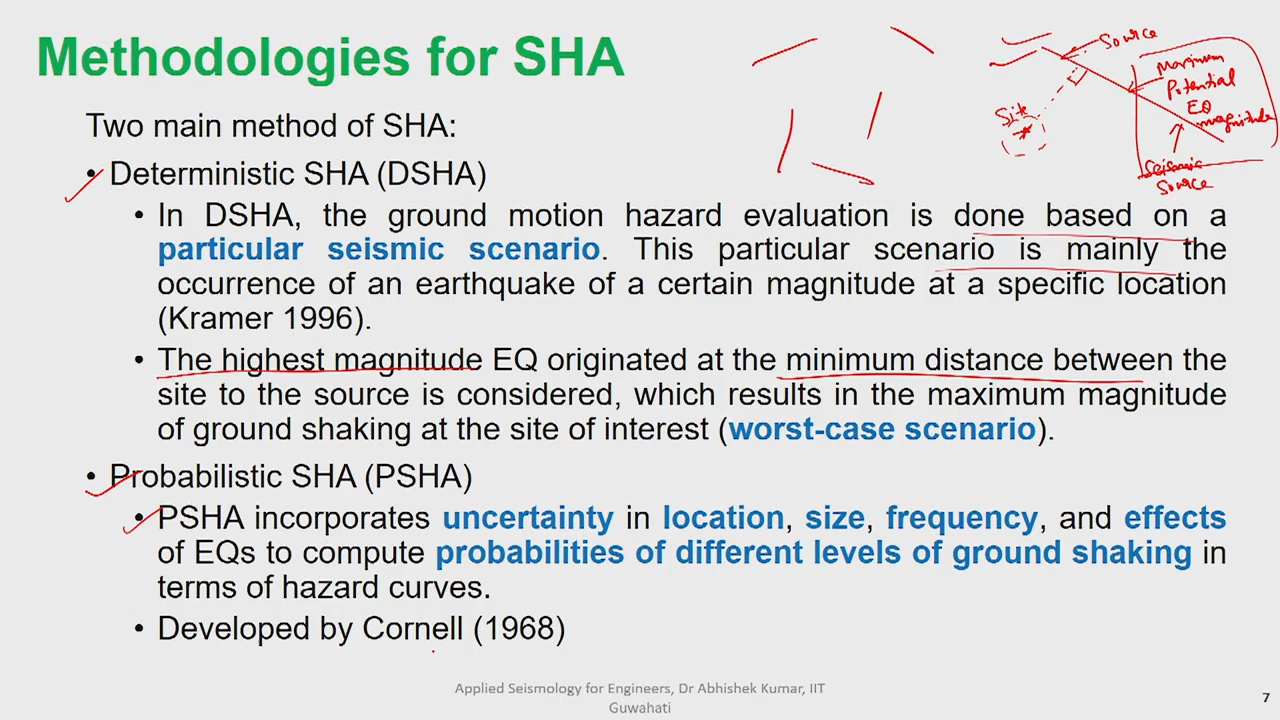 Methodologies for SHA
Source
Maximum
Potential
EQ
magnitude
Site
Seismic
Source
Two main method of SHA:
• Deterministic SHA (DSHA)
• In DSHA, the ground motion hazard evaluation is done based on a
particular seismic scenario. This particular scenario is mainly the
occurrence of an earthquake of a certain magnitude at a specific location
(Kramer 1996).
• The highest magnitude EQ originated at the minimum distance between the
site to the source is considered, which results in the maximum magnitude
of ground shaking at the site of interest (worst-case scenario).
• Probabilistic SHA (PSHA)
• PSHA incorporates uncertainty in location, size, frequency, and effects
of EQs to compute probabilities of different levels of ground shaking in
terms of hazard curves.
• Developed by Cornell (1968)
Applied Seismology for Engineers, Dr Abhishek Kumar, IIT
Guwahati
7